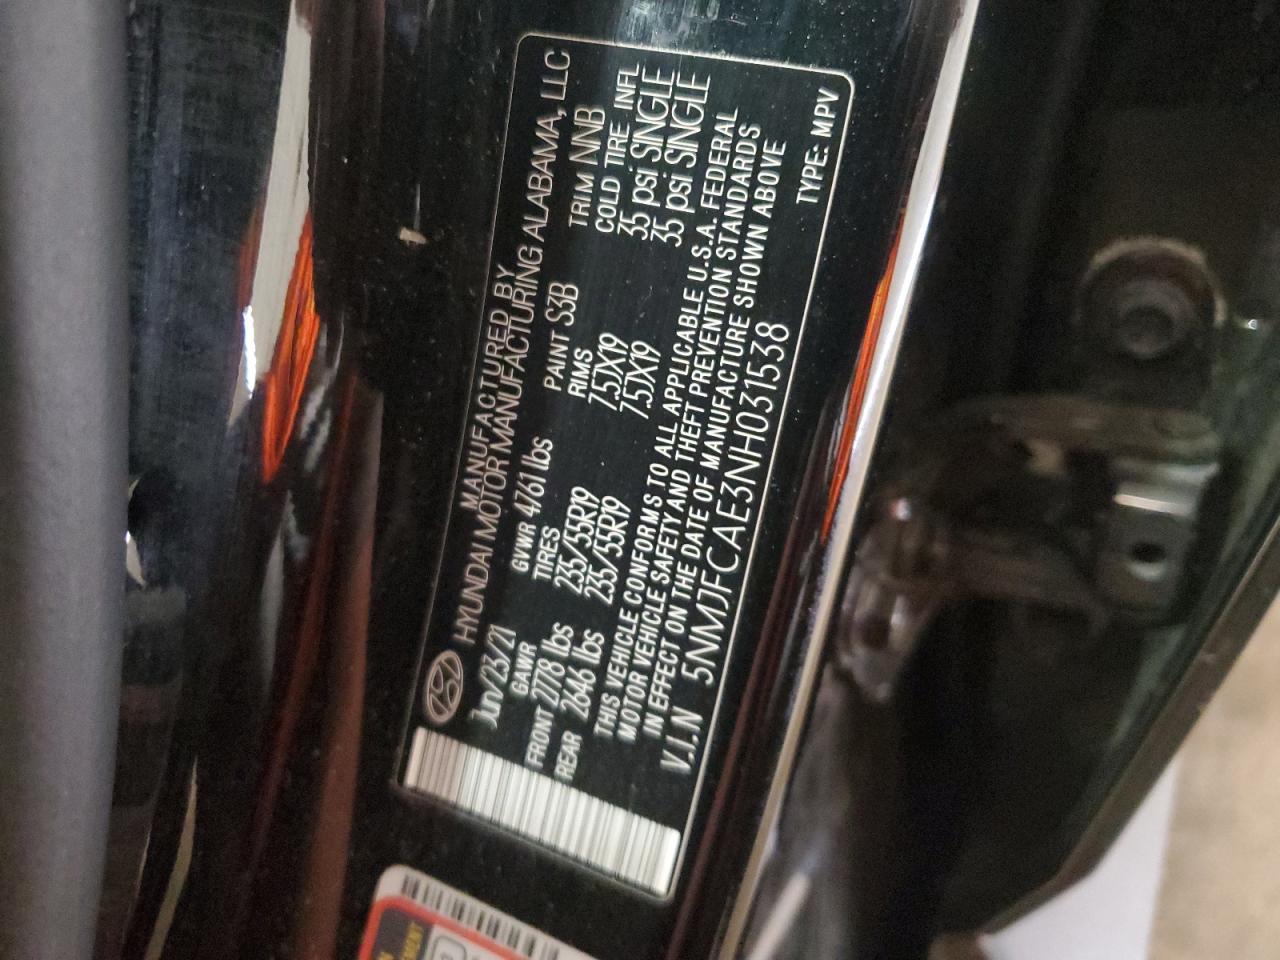 MANUFACTURED BY
HYUNDAI MOTOR MANUFACTURING ALABAMA, LLC
Jun/23/21 GVWR 4761 lbs PAINT S3B TRIM NNB
GAWR TIRES RIMS COLD TIRE INFL
FRONT 2778 lbs 235/55R19 7.5JX19 35 psi SINGLE
REAR 2646 lbs 235/55R19 7.5JX19 35 psi SINGLE
THIS VEHICLE CONFORMS TO ALL APPLICABLE U.S.A. FEDERAL
MOTOR VEHICLE SAFETY AND THEFT PREVENTION STANDARDS
IN EFFECT ON THE DATE OF MANUFACTURE SHOWN ABOVE
V.I.N 5NMJFCAE3NH031538 TYPE: MPV